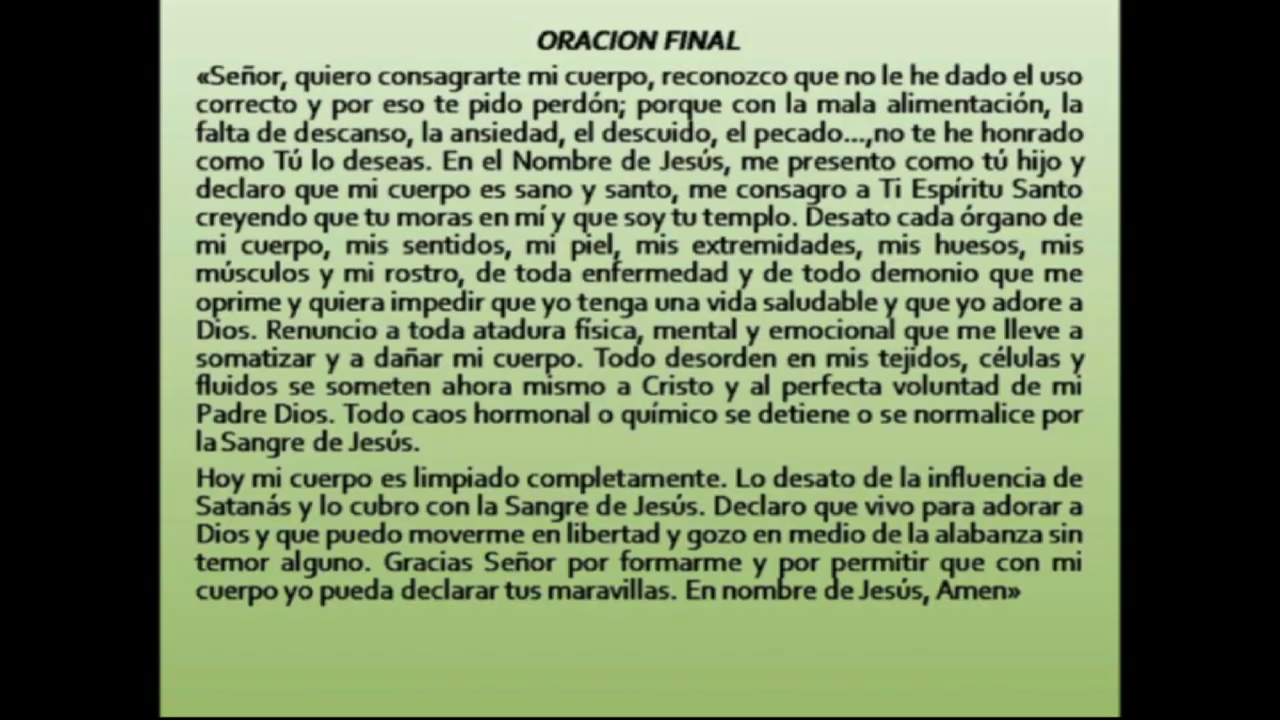 ORACION FINAL
«Señor, quiero consagrarte mi cuerpo, reconozco que no le he dado el uso
correcto y por eso te pido perdón; porque con la mala alimentación, la
falta de descanso, la ansiedad, el descuido, el pecado...,no te he honrado
como Tú lo deseas. En el Nombre de Jesús, me presento como tú hijo y
declaro que mi cuerpo es sano y santo, me consagro a Ti Espíritu Santo
creyendo que tu moras en mí y que soy tu templo. Desato cada órgano de
mi cuerpo, mis sentidos, mi piel, mis extremidades, mis huesos, mis
músculos y mi rostro, de toda enfermedad y de todo demonio que me
oprime y quiera impedir que yo tenga una vida saludable y que yo adore a
Dios. Renuncio a toda atadura física, mental y emocional que me lleve a
somatizar y a dañar mi cuerpo. Todo desorden en mis tejidos, células y
fluidos se someten ahora mismo a Cristo y al perfecta voluntad de mi
Padre Dios. Todo caos hormonal o químico se detiene o se normalice por
la Sangre de Jesús.
Hoy mi cuerpo es limpiado completamente. Lo desato de la influencia de
Satanás y lo cubro con la Sangre de Jesús. Declaro que vivo para adorar a
Dios y que puedo moverme en libertad y gozo en medio de la alabanza sin
temor alguno. Gracias Señor por formarme y por permitir que con mi
cuerpo yo pueda declarar tus maravillas. En nombre de Jesús, Amen»